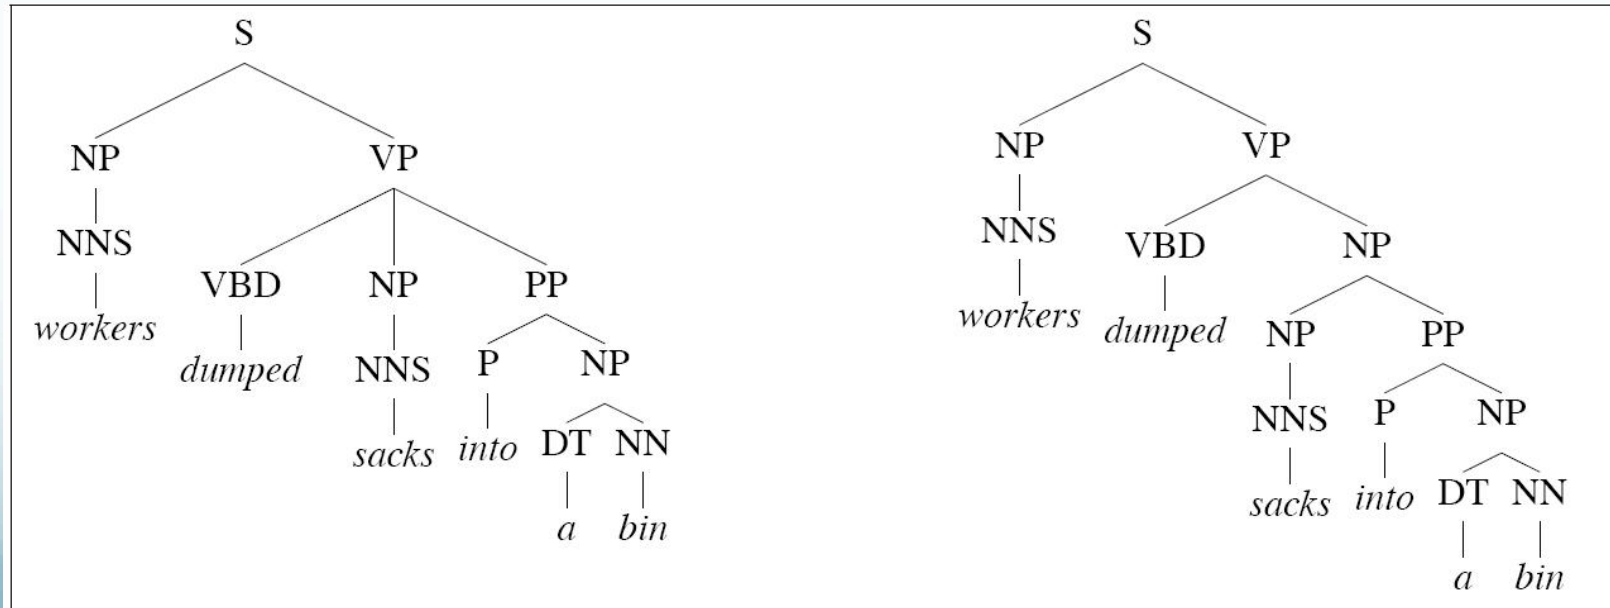 S
NP VP
NNS
VBD NP PP
workers
dumped NNS P NP
sacks into DT NN
a bin
S
NP VP
NNS VBD NP
workers dumped NP PP
NNS P NP
sacks into DT NN
a bin